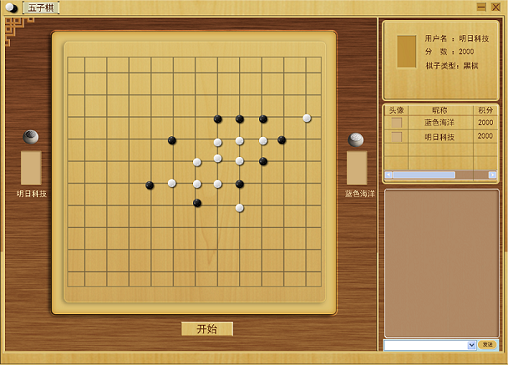 五子棋
用户名：明日科技
分 数：2000
棋子类型：黑棋
头像 昵称 积分
蓝色海洋 2000
明日科技 2000
明日科技
蓝色海洋
开始
发送